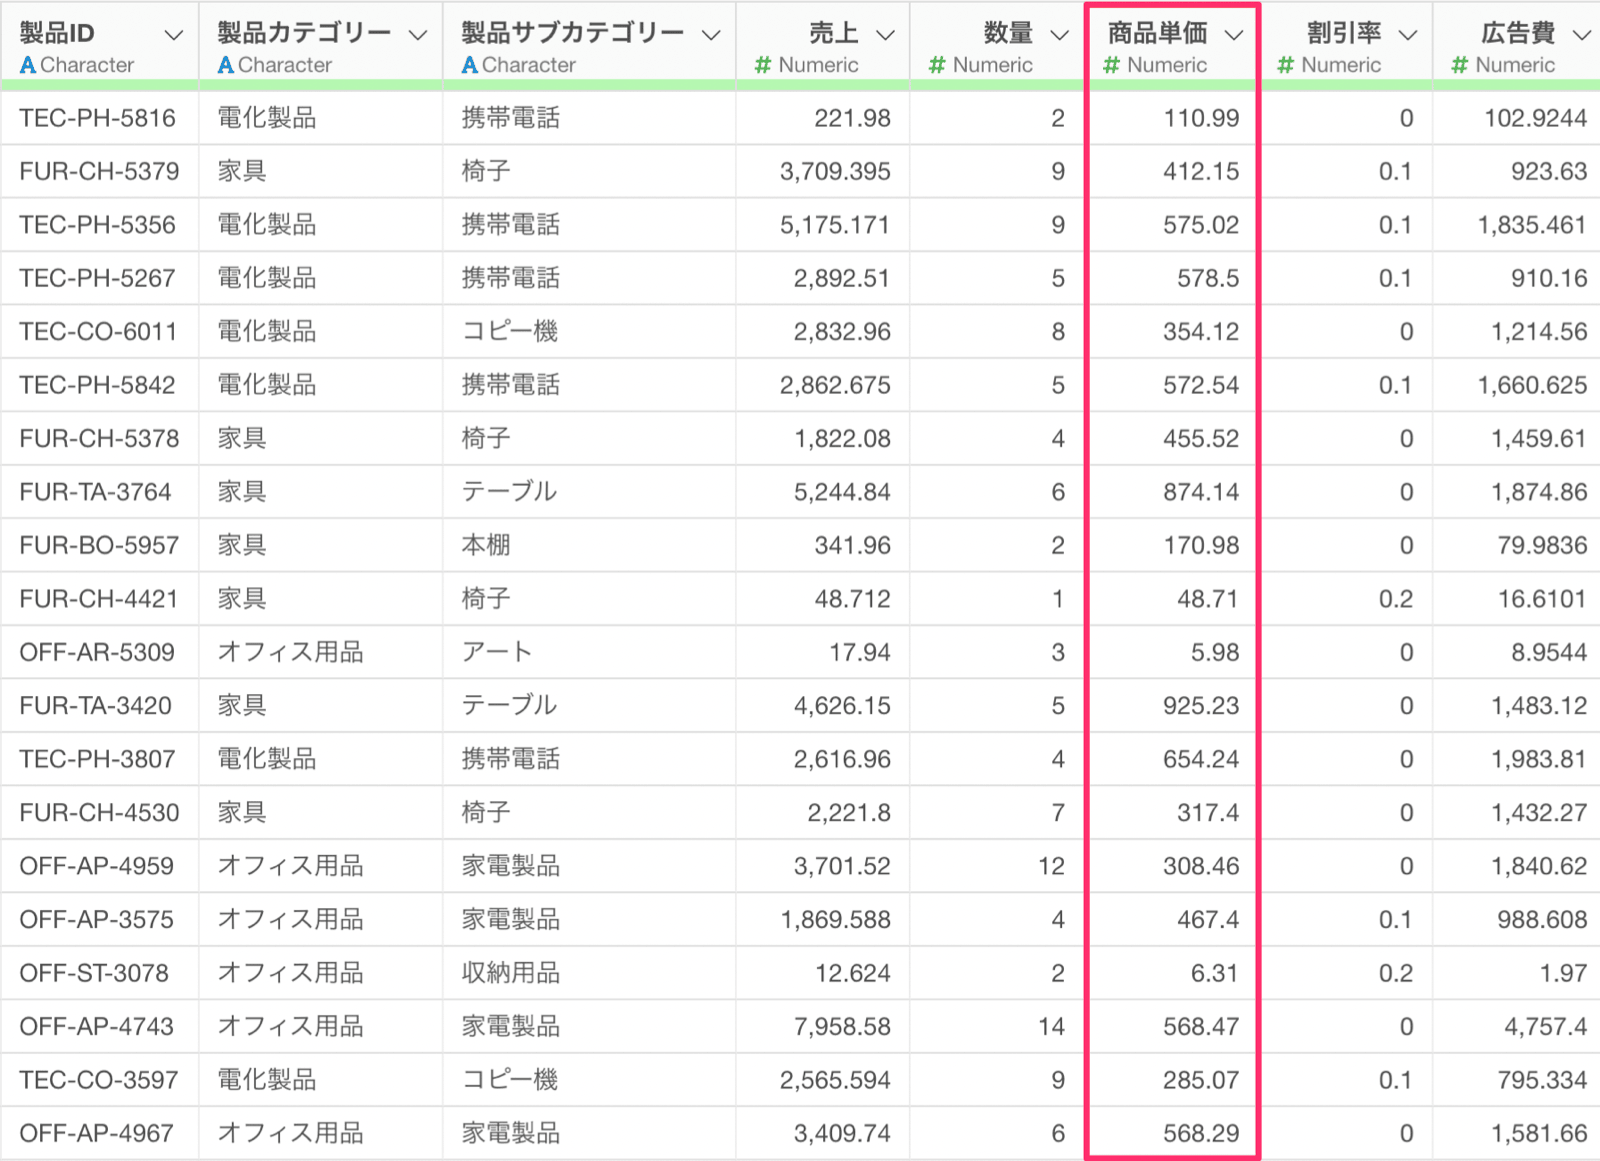 製品ID 製品カテゴリー 製品サブカテゴリー 売上 数量 商品単価 割引率 広告費
A Character A Character A Character # Numeric # Numeric # Numeric # Numeric # Numeric
TEC-PH-5816 電化製品 携帯電話 221.98 2 110.99 0 102.9244
FUR-CH-5379 家具 椅子 3,709.395 9 412.15 0.1 923.63
TEC-PH-5356 電化製品 携帯電話 5,175.171 9 575.02 0.1 1,835.461
TEC-PH-5267 電化製品 携帯電話 2,892.51 5 578.5 0.1 910.16
TEC-CO-6011 電化製品 コピー機 2,832.96 8 354.12 0 1,214.56
TEC-PH-5842 電化製品 携帯電話 2,862.675 5 572.54 0.1 1,660.625
FUR-CH-5378 家具 椅子 1,822.08 4 455.52 0 1,459.61
FUR-TA-3764 家具 テーブル 5,244.84 6 874.14 0 1,874.86
FUR-BO-5957 家具 本棚 341.96 2 170.98 0 79.9836
FUR-CH-4421 家具 椅子 48.712 1 48.71 0.2 16.6101
OFF-AR-5309 オフィス用品 アート 17.94 3 5.98 0 8.9544
FUR-TA-3420 家具 テーブル 4,626.15 5 925.23 0 1,483.12
TEC-PH-3807 電化製品 携帯電話 2,616.96 4 654.24 0 1,983.81
FUR-CH-4530 家具 椅子 2,221.8 7 317.4 0 1,432.27
OFF-AP-4959 オフィス用品 家電製品 3,701.52 12 308.46 0 1,840.62
OFF-AP-3575 オフィス用品 家電製品 1,869.588 4 467.4 0.1 988.608
OFF-ST-3078 オフィス用品 収納用品 12.624 2 6.31 0.2 1.97
OFF-AP-4743 オフィス用品 家電製品 7,958.58 14 568.47 0 4,757.4
TEC-CO-3597 電化製品 コピー機 2,565.594 9 285.07 0.1 795.334
OFF-AP-4967 オフィス用品 家電製品 3,409.74 6 568.29 0 1,581.66